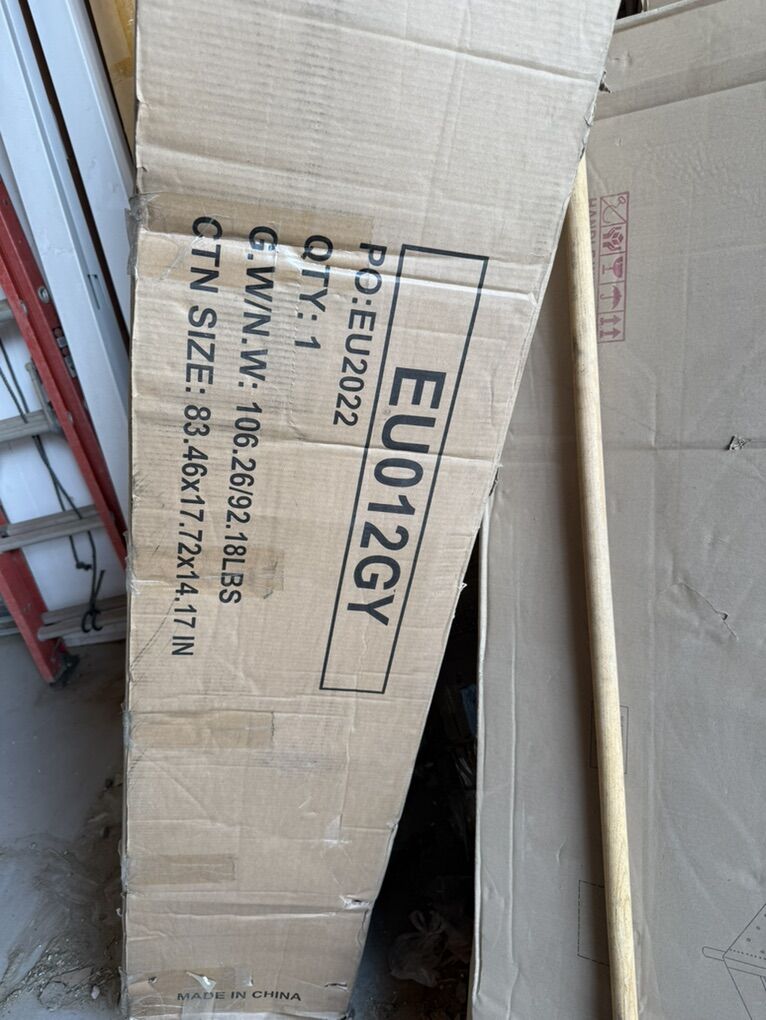 EU012GY
PO:EU2022
QTY: 1
G.W/N.W: 106.26/92.18LBS
CTN SIZE: 83.46x17.72x14.17 IN
MADE IN CHINA